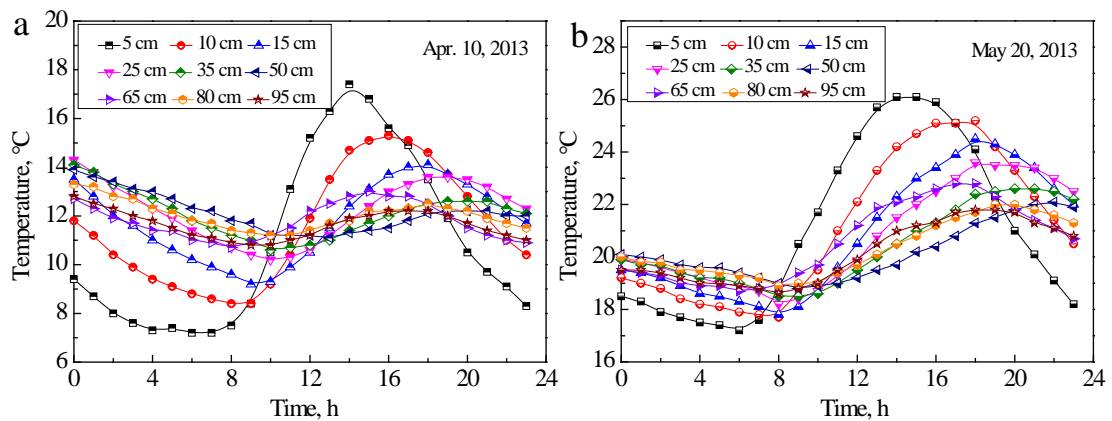 a
Apr. 10, 2013
5 cm 10 cm 15 cm
25 cm 35 cm 50 cm
65 cm 80 cm 95 cm
Temperature, °C
20
18
16
14
12
10
8
6
0 4 8 12 16 20 24
Time, h
b
May 20, 2013
5 cm 10 cm 15 cm
25 cm 35 cm 50 cm
65 cm 80 cm 95 cm
Temperature, °C
28
26
24
22
20
18
16
0 4 8 12 16 20 24
Time, h